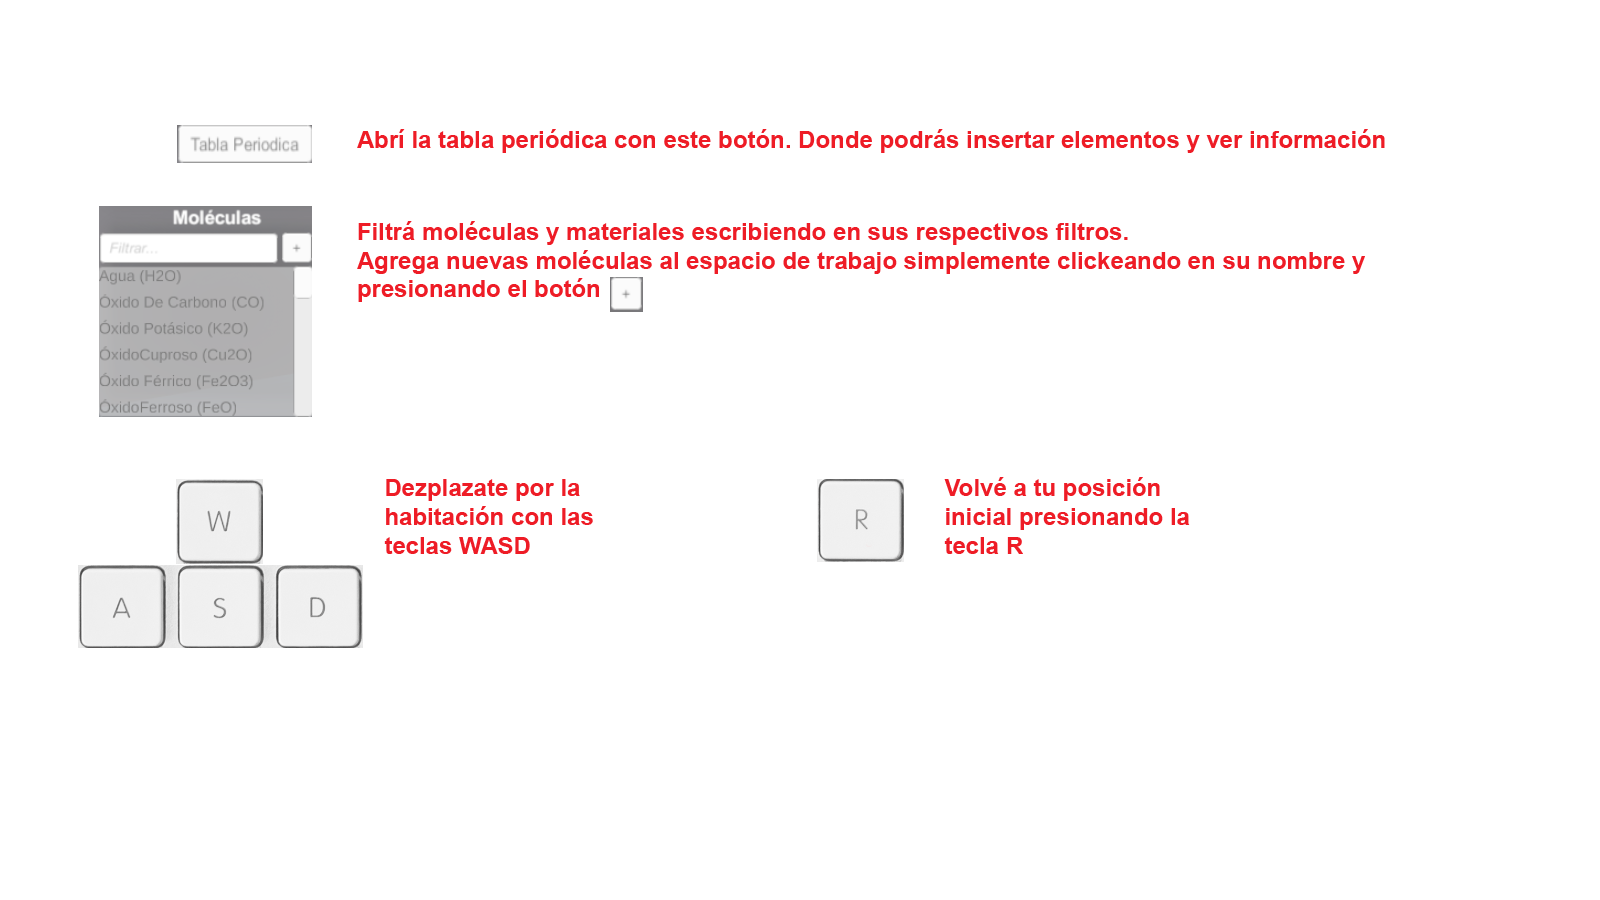 Tabla Periodica
Abrí la tabla periódica con este botón. Donde podrás insertar elementos y ver información
Moléculas
Filtrar...
+
Agua (H2O)
Óxido De Carbono (CO)
Óxido Potásico (K2O)
ÓxidoCuproso (Cu2O)
Óxido Férrico (Fe2O3)
ÓxidoFerroso (FeO)
Filtrá moléculas y materiales escribiendo en sus respectivos filtros.
Agrega nuevas moléculas al espacio de trabajo simplemente clickeando en su nombre y
presionando el botón +
W
A S D
Dezplazate por la
habitación con las
teclas WASD
R
Volvé a tu posición
inicial presionando la
tecla R